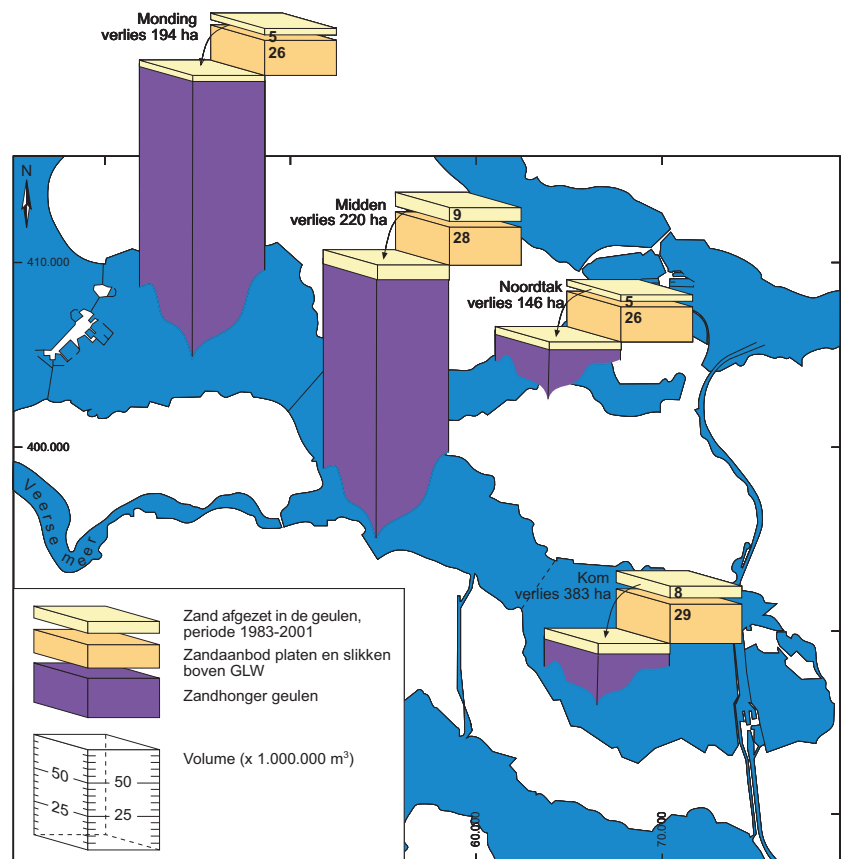 Monding
verlies 194 ha
5
26
N
Midden
verlies 220 ha
9
28
410.000
Noordtak
verlies 146 ha
5
26
400.000
Veerse meer
Kom
verlies 383 ha
8
29
Zand afgezet in de geulen,
periode 1983-2001
Zandaanbod platen en slikken
boven GLW
Zandhonger geulen
Volume (x 1.000.000 m³)
50
50
25
25
60.000
70.000